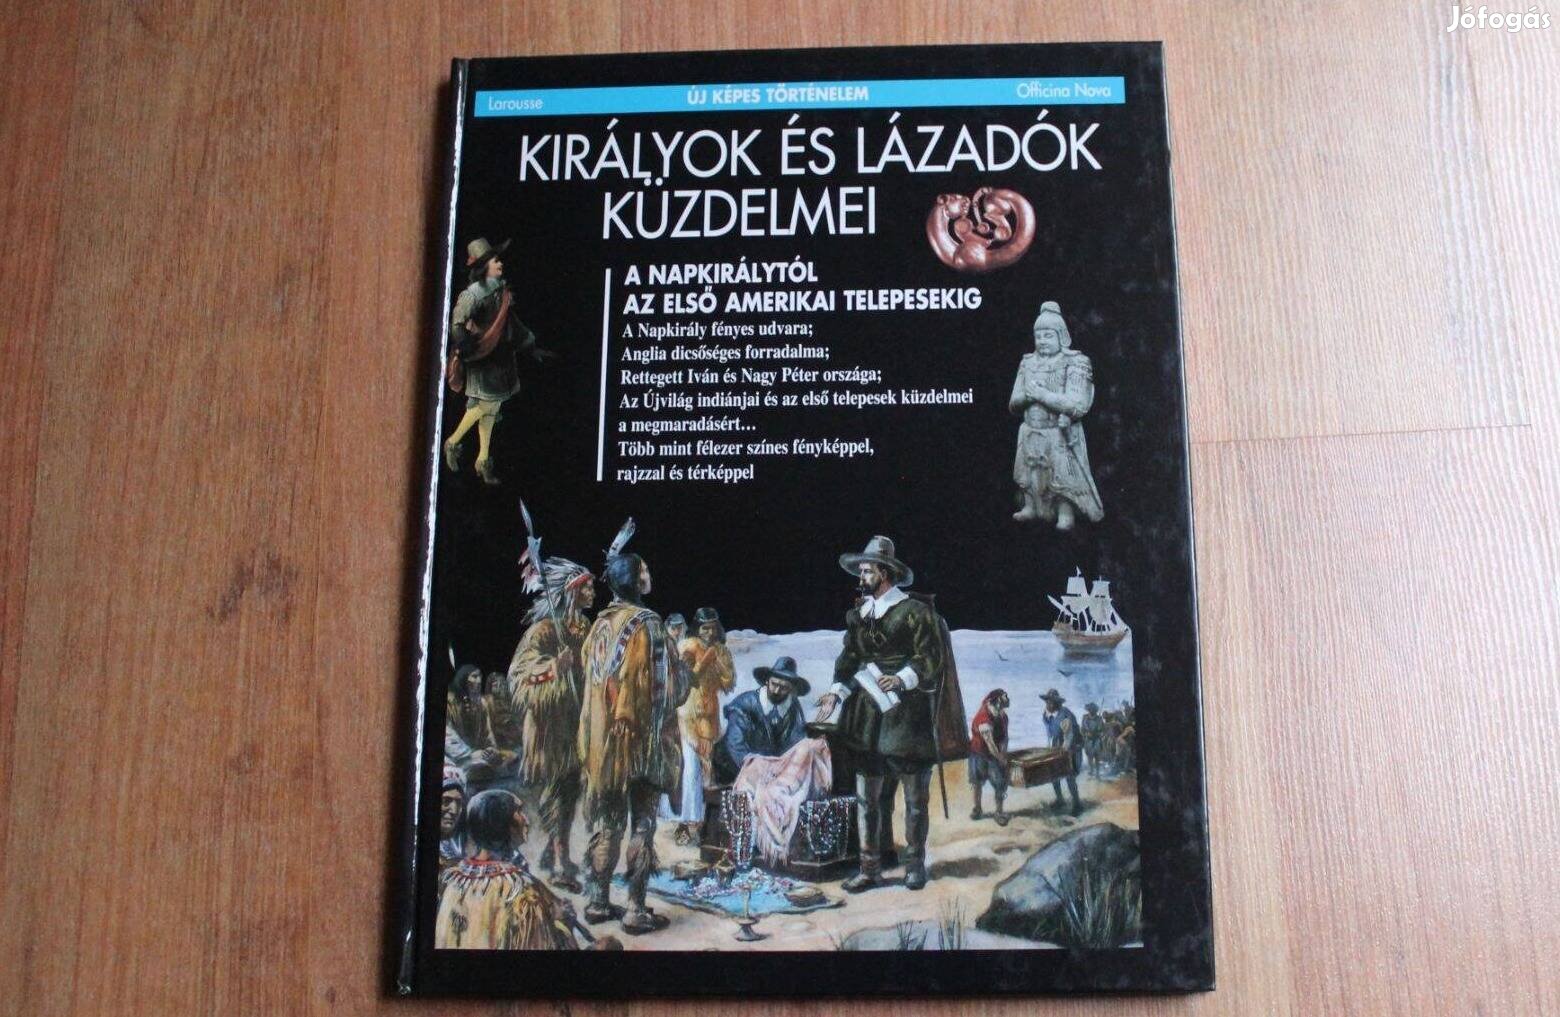 Jófogás
Larousse
ÚJ KÉPES TÖRTÉNELEM
Officina Nova
KIRÁLYOK ÉS LÁZADÓK
KÜZDELMEI
A NAPKIRÁLYTÓL
AZ ELSŐ AMERIKAI TELEPESEKIG
A Napkirály fényes udvara;
Anglia dicsőséges forradalma;
Rettegett Iván és Nagy Péter országa;
Az Újvilág indiánjai és az első telepesek küzdelmei
a megmaradásért...
Több mint félezer színes fényképpel,
rajzzal és térképpel